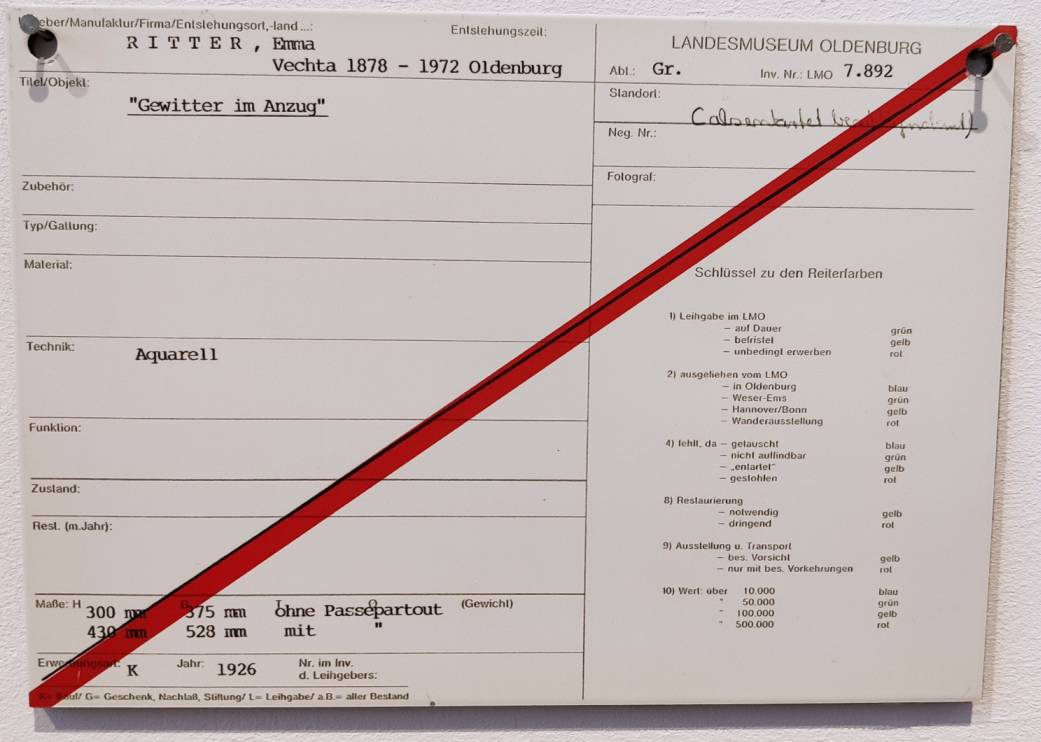 Urheber/Manufaktur/Firma/Entstehungsort,-land ...:
Entstehungszeit:
RITTER, Emma
Vechta 1878 - 1972 Oldenburg
Titel/Objekt:
"Gewitter im Anzug"
Zubehör:
Typ/Gattung:
Material:
Technik: Aquarell
Funktion:
Zustand:
Rest. (m.Jahr):
Maße: H 300 mm B 375 mm T ohne Passepartout (Gewicht)
430 mm 528 mm mit "
Erwerbungsart: K Jahr: 1926 Nr. im Inv.
d. Leihgebers:
K= Kauf/ G= Geschenk, Nachlaß, Stiftung/ L= Leihgabe/ a.B.= alter Bestand
LANDESMUSEUM OLDENBURG
Abt.: Gr. Inv. Nr.: LMO 7.892
Standort:
Neg. Nr.:
Fotograf:
Schlüssel zu den Reiterfarben
1) Leihgabe im LMO
– auf Dauer grün
– befristet gelb
– unbedingt erwerben rot
2) ausgeliehen vom LMO
– in Oldenburg blau
– Weser-Ems grün
– Hannover/Bonn gelb
– Wanderausstellung rot
4) fehlt, da – getauscht blau
– nicht auffindbar grün
– „entartet" gelb
– gestohlen rot
8) Restaurierung
– notwendig gelb
– dringend rot
9) Ausstellung u. Transport
– bes. Vorsicht gelb
– nur mit bes. Vorkehrungen rot
10) Wert: über 10.000 blau
" 50.000 grün
" 100.000 gelb
" 500.000 rot